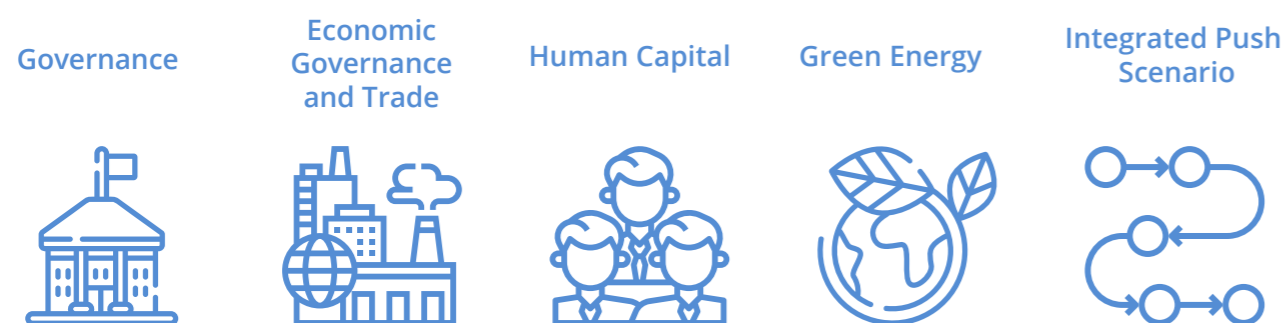 Governance
Economic
Governance
and Trade
Human Capital
Green Energy
Integrated Push
Scenario